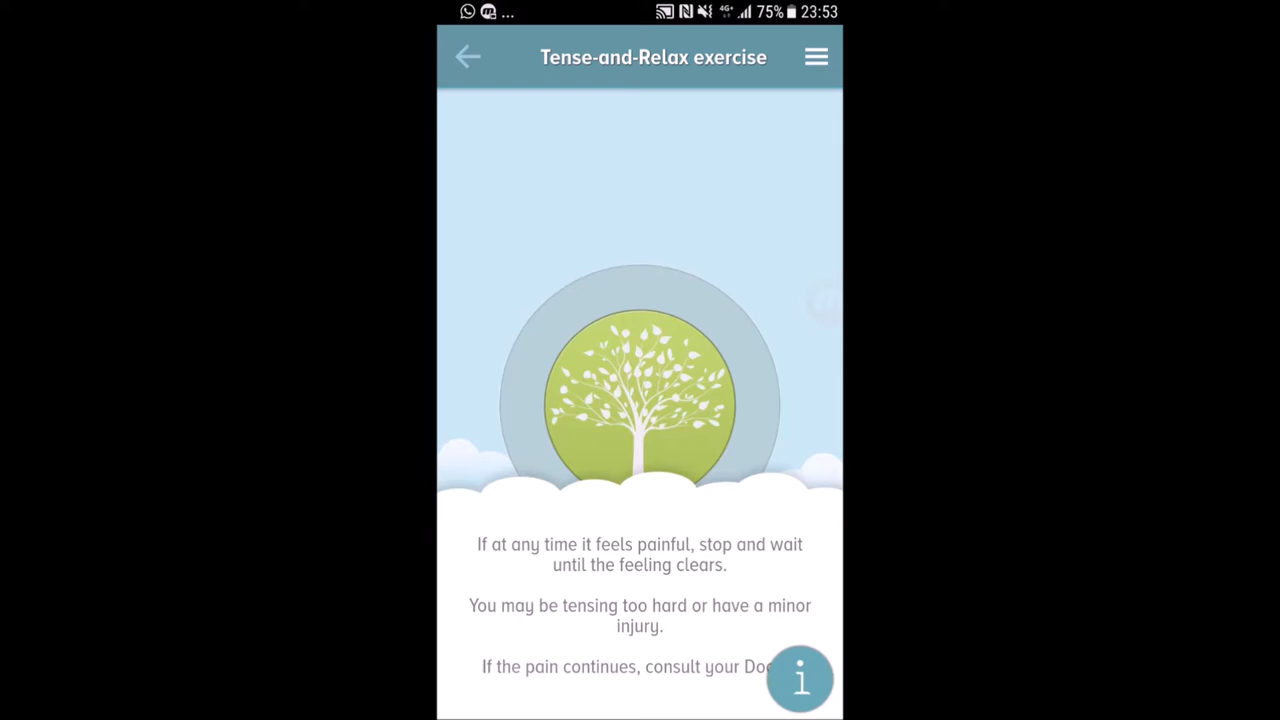 ... 4G+ 75% 23:53
Tense-and-Relax exercise
If at any time it feels painful, stop and wait
until the feeling clears.
You may be tensing too hard or have a minor
injury.
If the pain continues, consult your
i